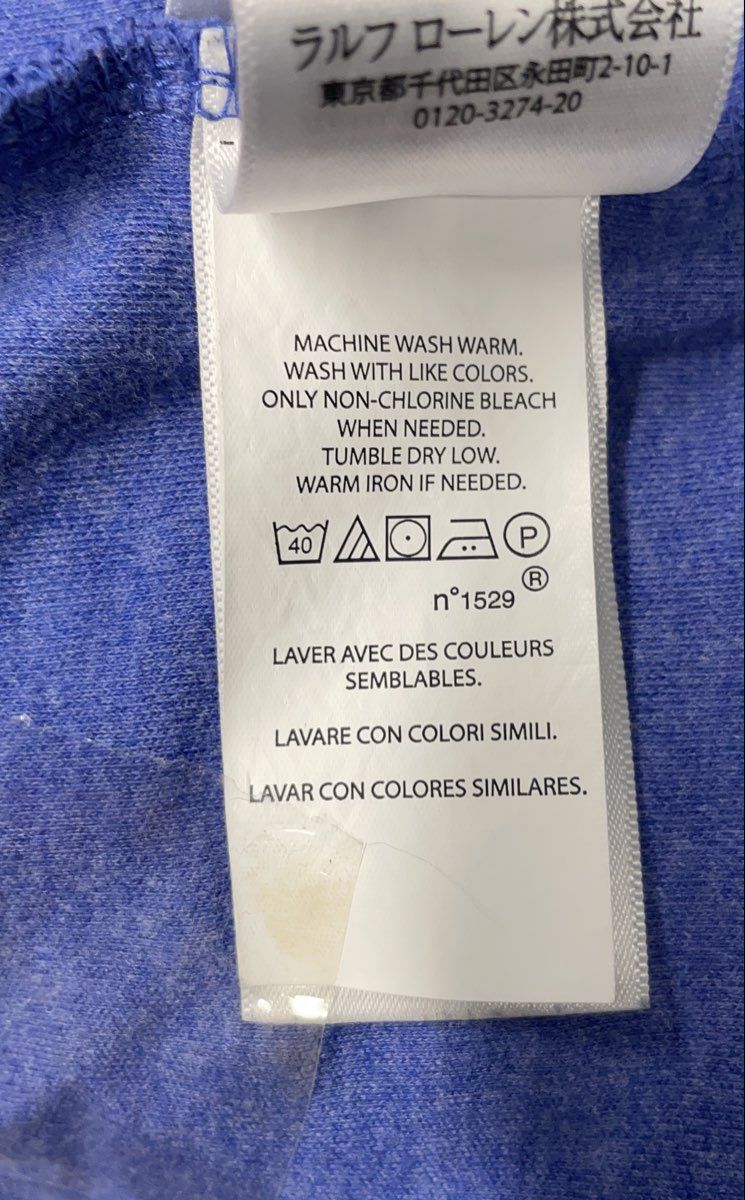 ラルフ ローレン株式会社
東京都千代田区永田町2-10-1
0120-3274-20
MACHINE WASH WARM.
WASH WITH LIKE COLORS.
ONLY NON-CHLORINE BLEACH
WHEN NEEDED.
TUMBLE DRY LOW.
WARM IRON IF NEEDED.
40 P
®
n°1529
LAVER AVEC DES COULEURS
SEMBLABLES.
LAVARE CON COLORI SIMILI.
LAVAR CON COLORES SIMILARES.